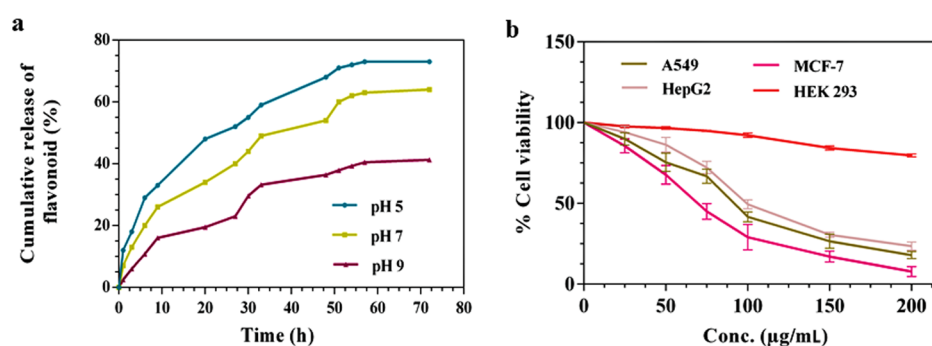 a
Cumulative release of
flavonoid (%)
80
60
40
20
0
pH 5
pH 7
pH 9
0 10 20 30 40 50 60 70 80
Time (h)
b
% Cell viability
150
100
50
0
A549
HepG2
MCF-7
HEK 293
0 50 100 150 200
Conc. (µg/mL)